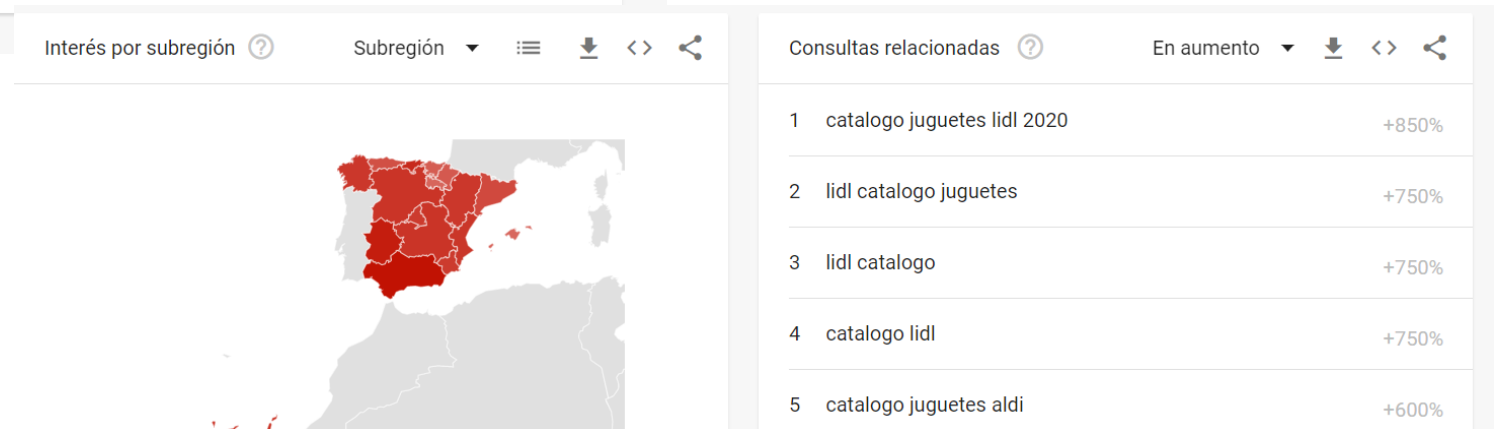 Interés por subregión
Subregión
Consultas relacionadas
En aumento
1 catalogo juguetes lidl 2020 +850%
2 lidl catalogo juguetes +750%
3 lidl catalogo +750%
4 catalogo lidl +750%
5 catalogo juguetes aldi +600%